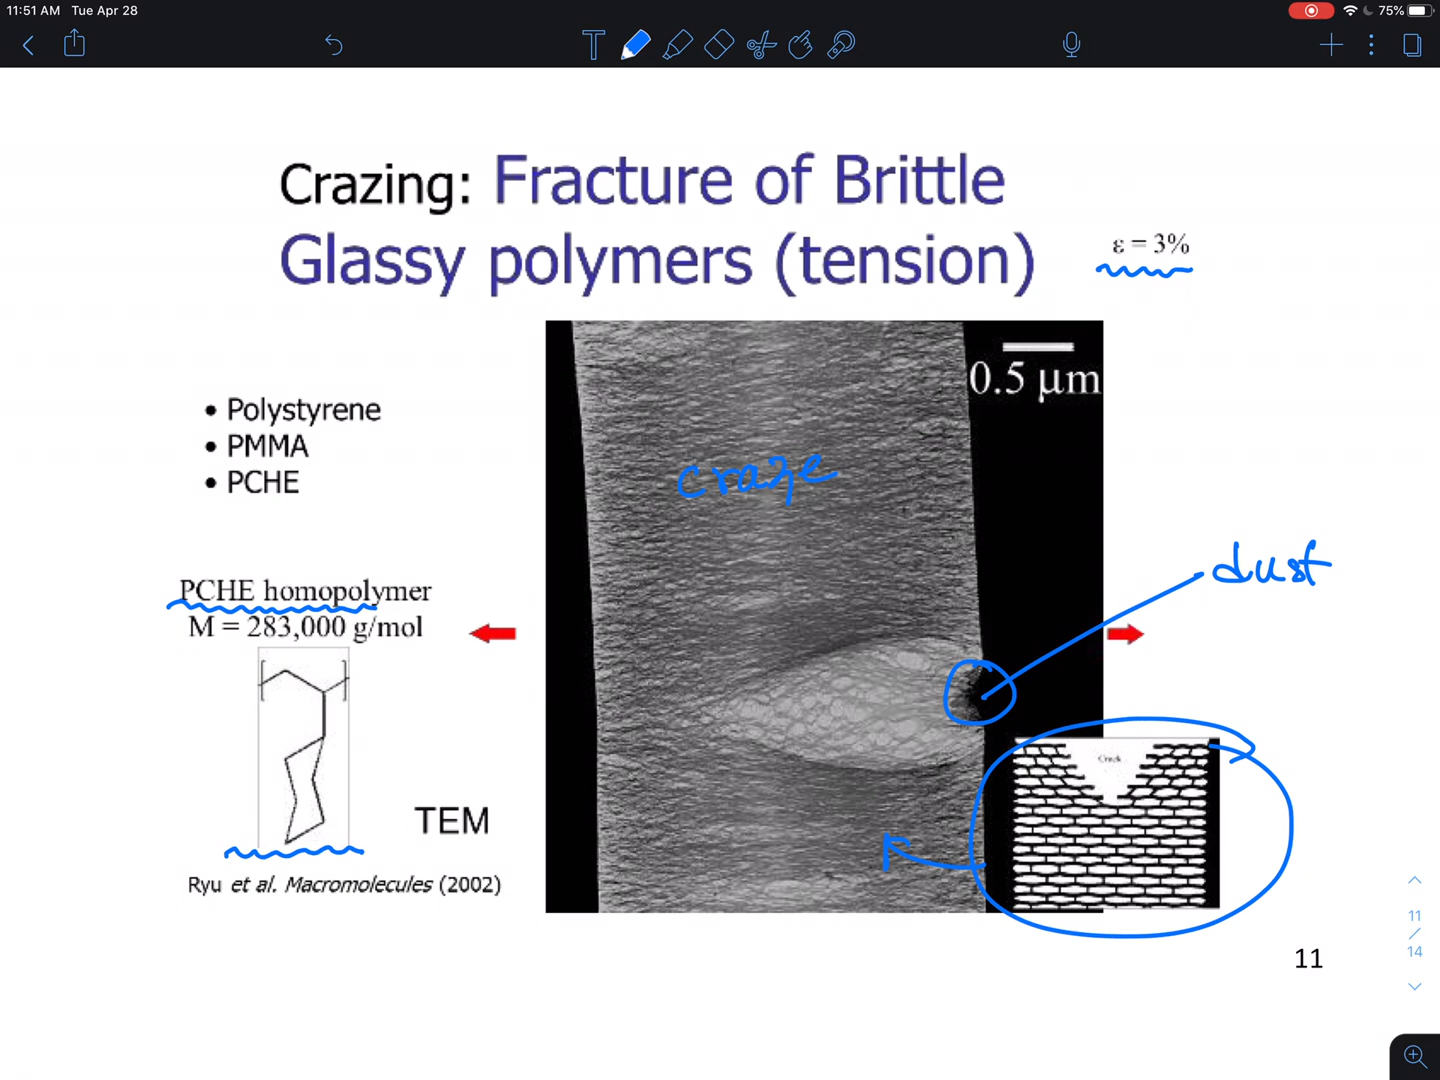 11:51 AM Tue Apr 28
75%
T
Crazing: Fracture of Brittle
Glassy polymers (tension)
ε = 3%
0.5 μm
• Polystyrene
• PMMA
• PCHE
craze
dust
PCHE homopolymer
M = 283,000 g/mol
Crack
TEM
Ryu et al. Macromolecules (2002)
11
11
/
14